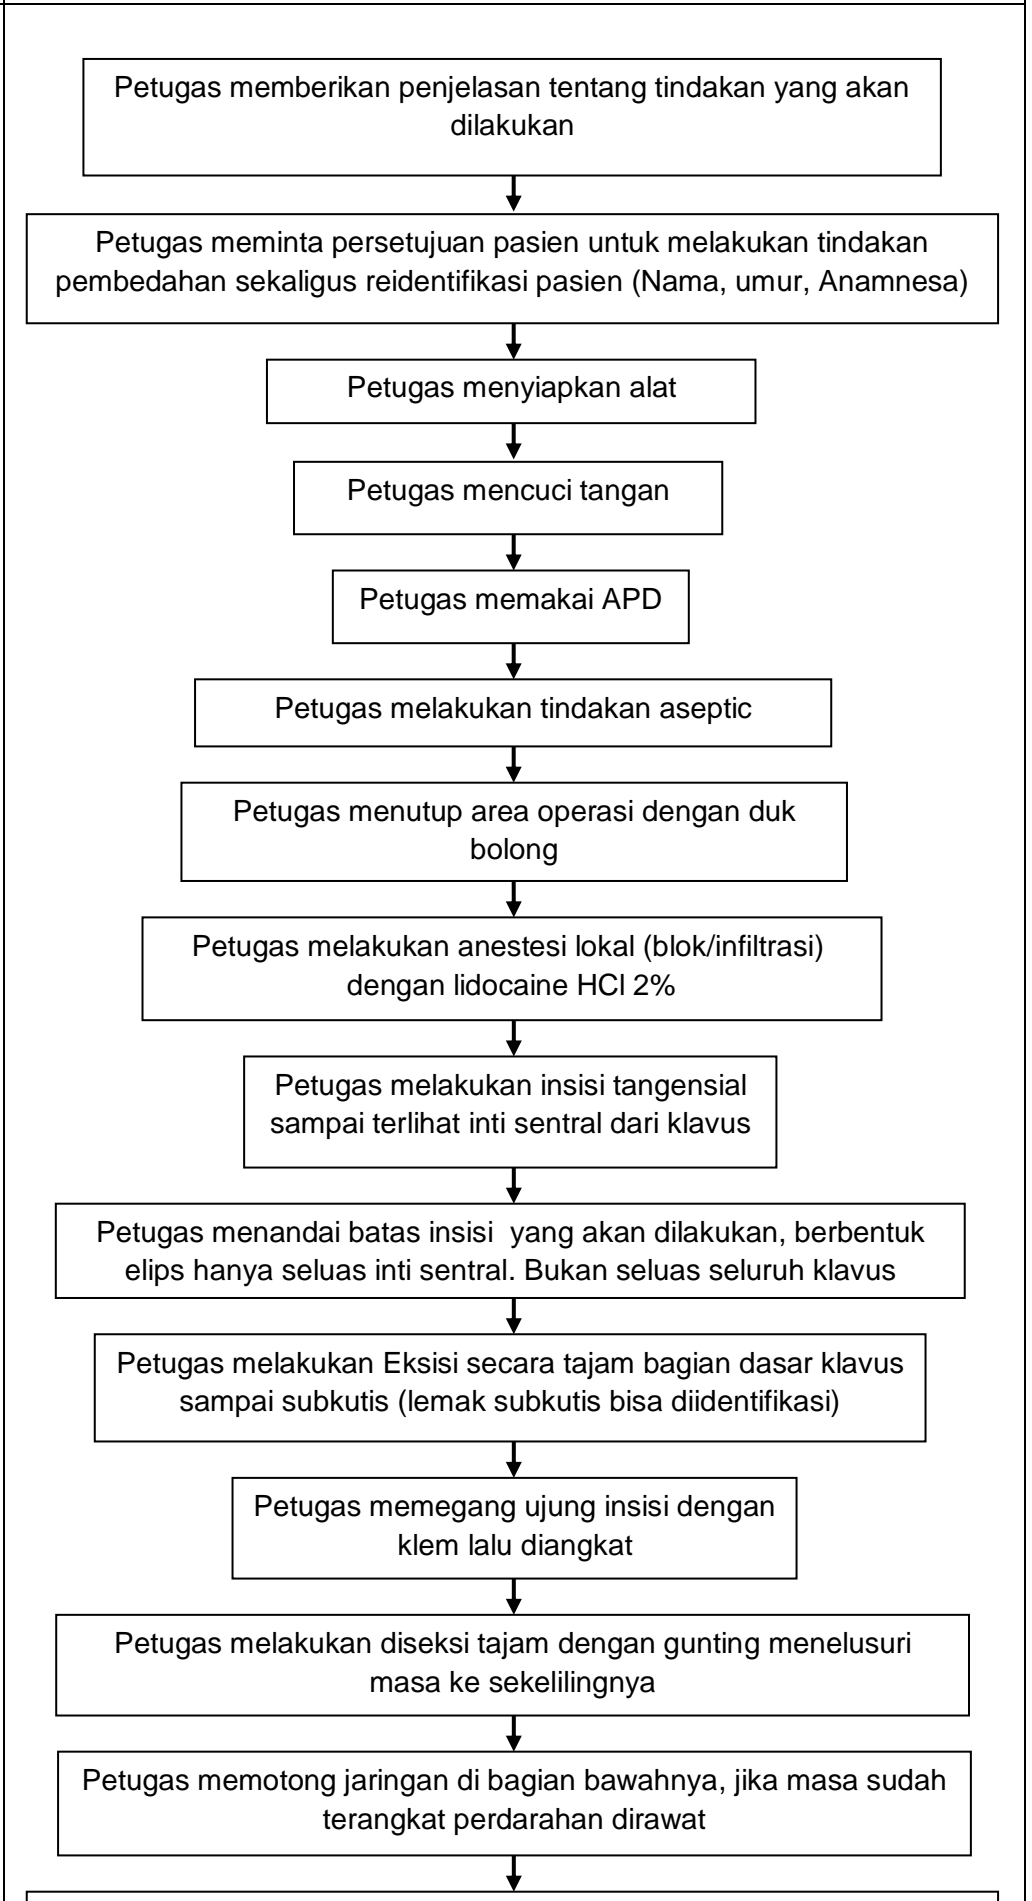 Petugas memberikan penjelasan tentang tindakan yang akan
dilakukan
Petugas meminta persetujuan pasien untuk melakukan tindakan
pembedahan sekaligus reidentifikasi pasien (Nama, umur, Anamnesa)
Petugas menyiapkan alat
Petugas mencuci tangan
Petugas memakai APD
Petugas melakukan tindakan aseptic
Petugas menutup area operasi dengan duk
bolong
Petugas melakukan anestesi lokal (blok/infiltrasi)
dengan lidocaine HCl 2%
Petugas melakukan insisi tangensial
sampai terlihat inti sentral dari klavus
Petugas menandai batas insisi  yang akan dilakukan, berbentuk
elips hanya seluas inti sentral. Bukan seluas seluruh klavus
Petugas melakukan Eksisi secara tajam bagian dasar klavus
sampai subkutis (lemak subkutis bisa diidentifikasi)
Petugas memegang ujung insisi dengan
klem lalu diangkat
Petugas melakukan diseksi tajam dengan gunting menelusuri
masa ke sekelilingnya
Petugas memotong jaringan di bagian bawahnya, jika masa sudah
terangkat perdarahan dirawat